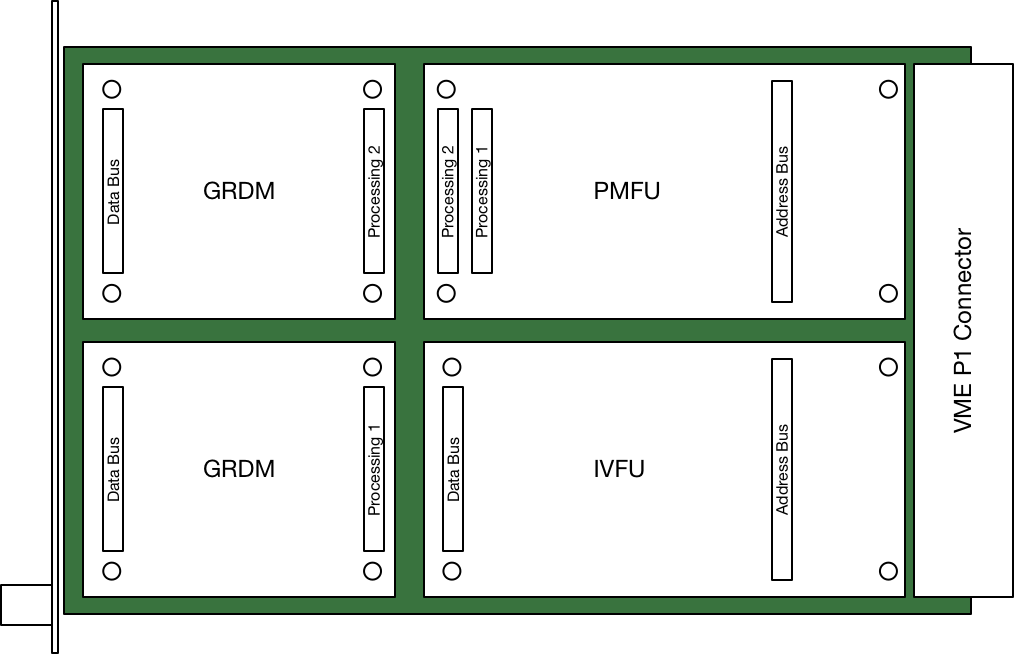 Data Bus
GRDM
Processing 2
Processing 2
Processing 1
PMFU
Address Bus
Data Bus
GRDM
Processing 1
Data Bus
IVFU
Address Bus
VME P1 Connector